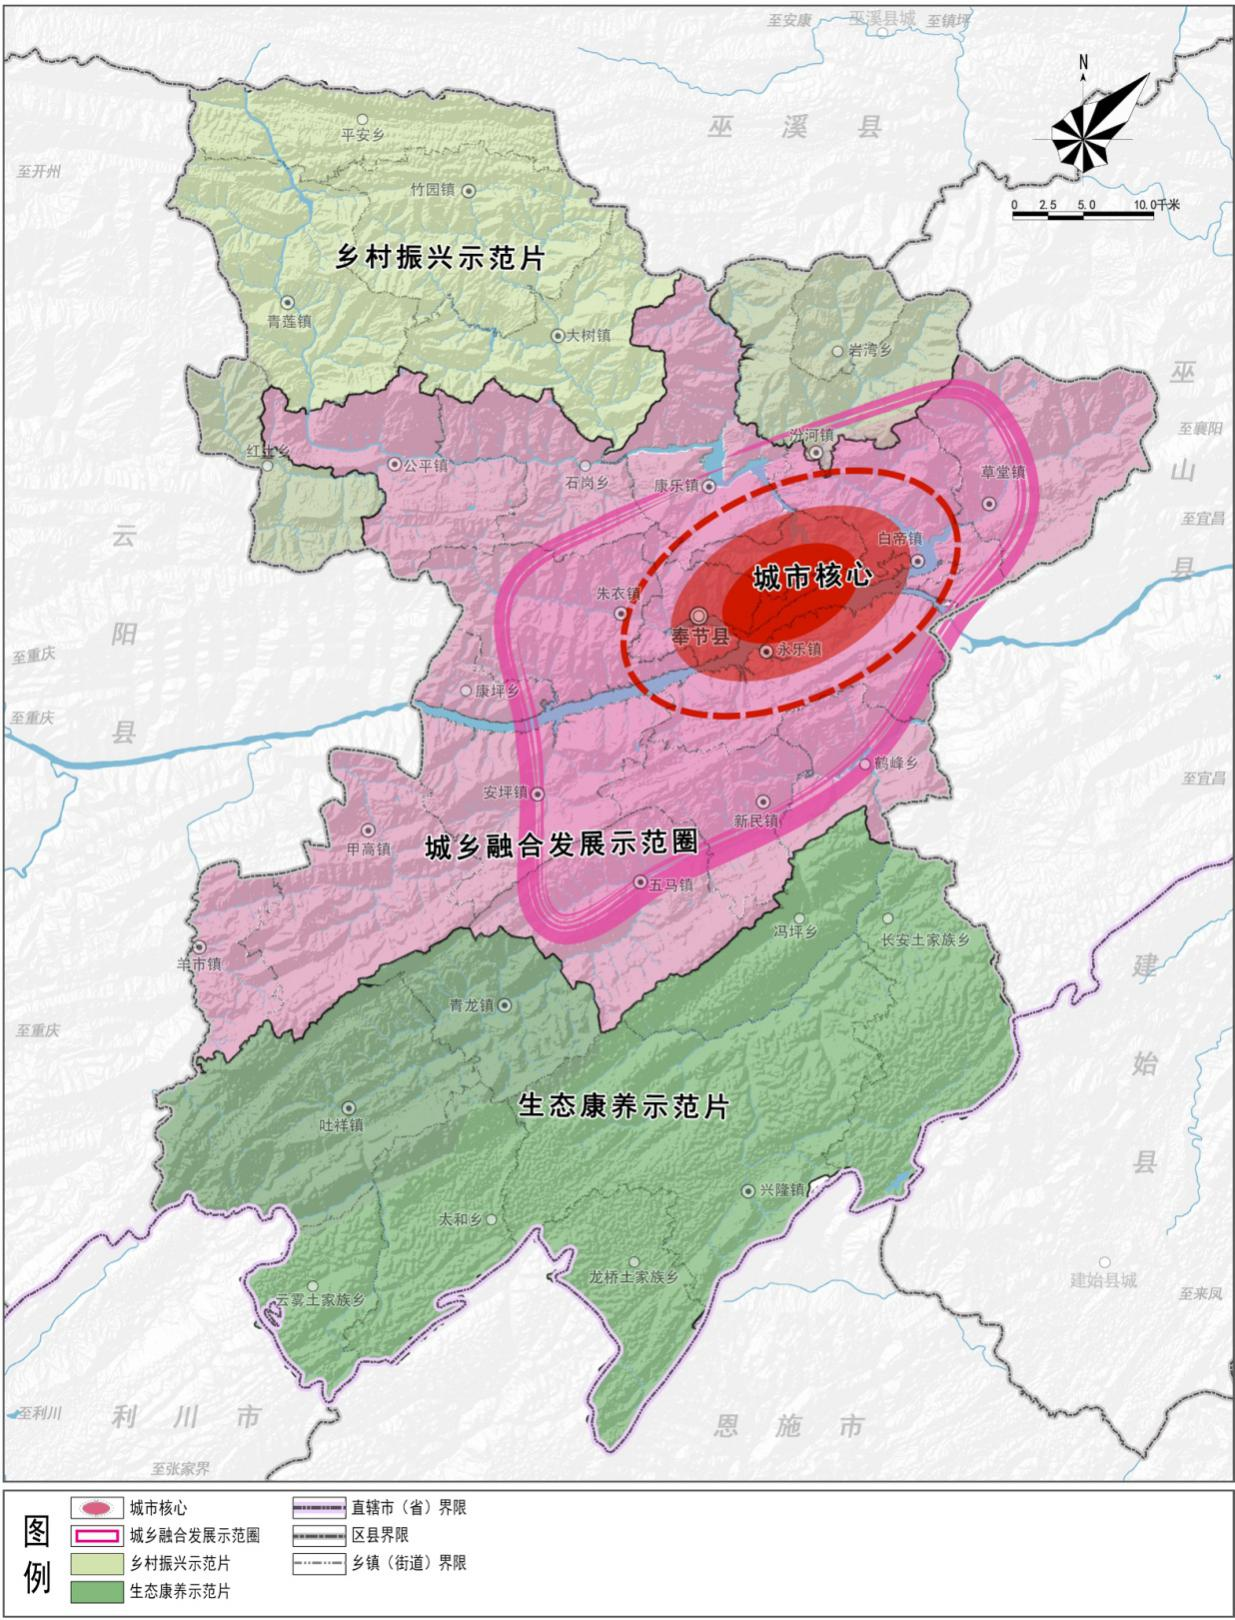 至安康
巫溪县城
至镇坪
N
巫溪县
平安乡
至开州
竹园镇
0 2.5 5.0 10.0千米
乡村振兴示范片
青莲镇
大树镇
岩湾乡
巫山县
至襄阳
汾河镇
红土乡
公平镇
石岗乡
康乐镇
草堂镇
至宜昌
云阳县
白帝镇
城市核心
朱衣镇
奉节县
永乐镇
至重庆
康坪乡
至重庆
鹤峰乡
至宜昌
安坪镇
新民镇
甲高镇
城乡融合发展示范圈
五马镇
冯坪乡
长安土家族乡
羊市镇
建始县
青龙镇
至重庆
生态康养示范片
吐祥镇
兴隆镇
太和乡
龙桥土家族乡
建始县城
云雾土家族乡
至来凤
至利川
利川市
恩施市
至张家界
图例
城市核心
城乡融合发展示范圈
乡村振兴示范片
生态康养示范片
直辖市（省）界限
区县界限
乡镇（街道）界限